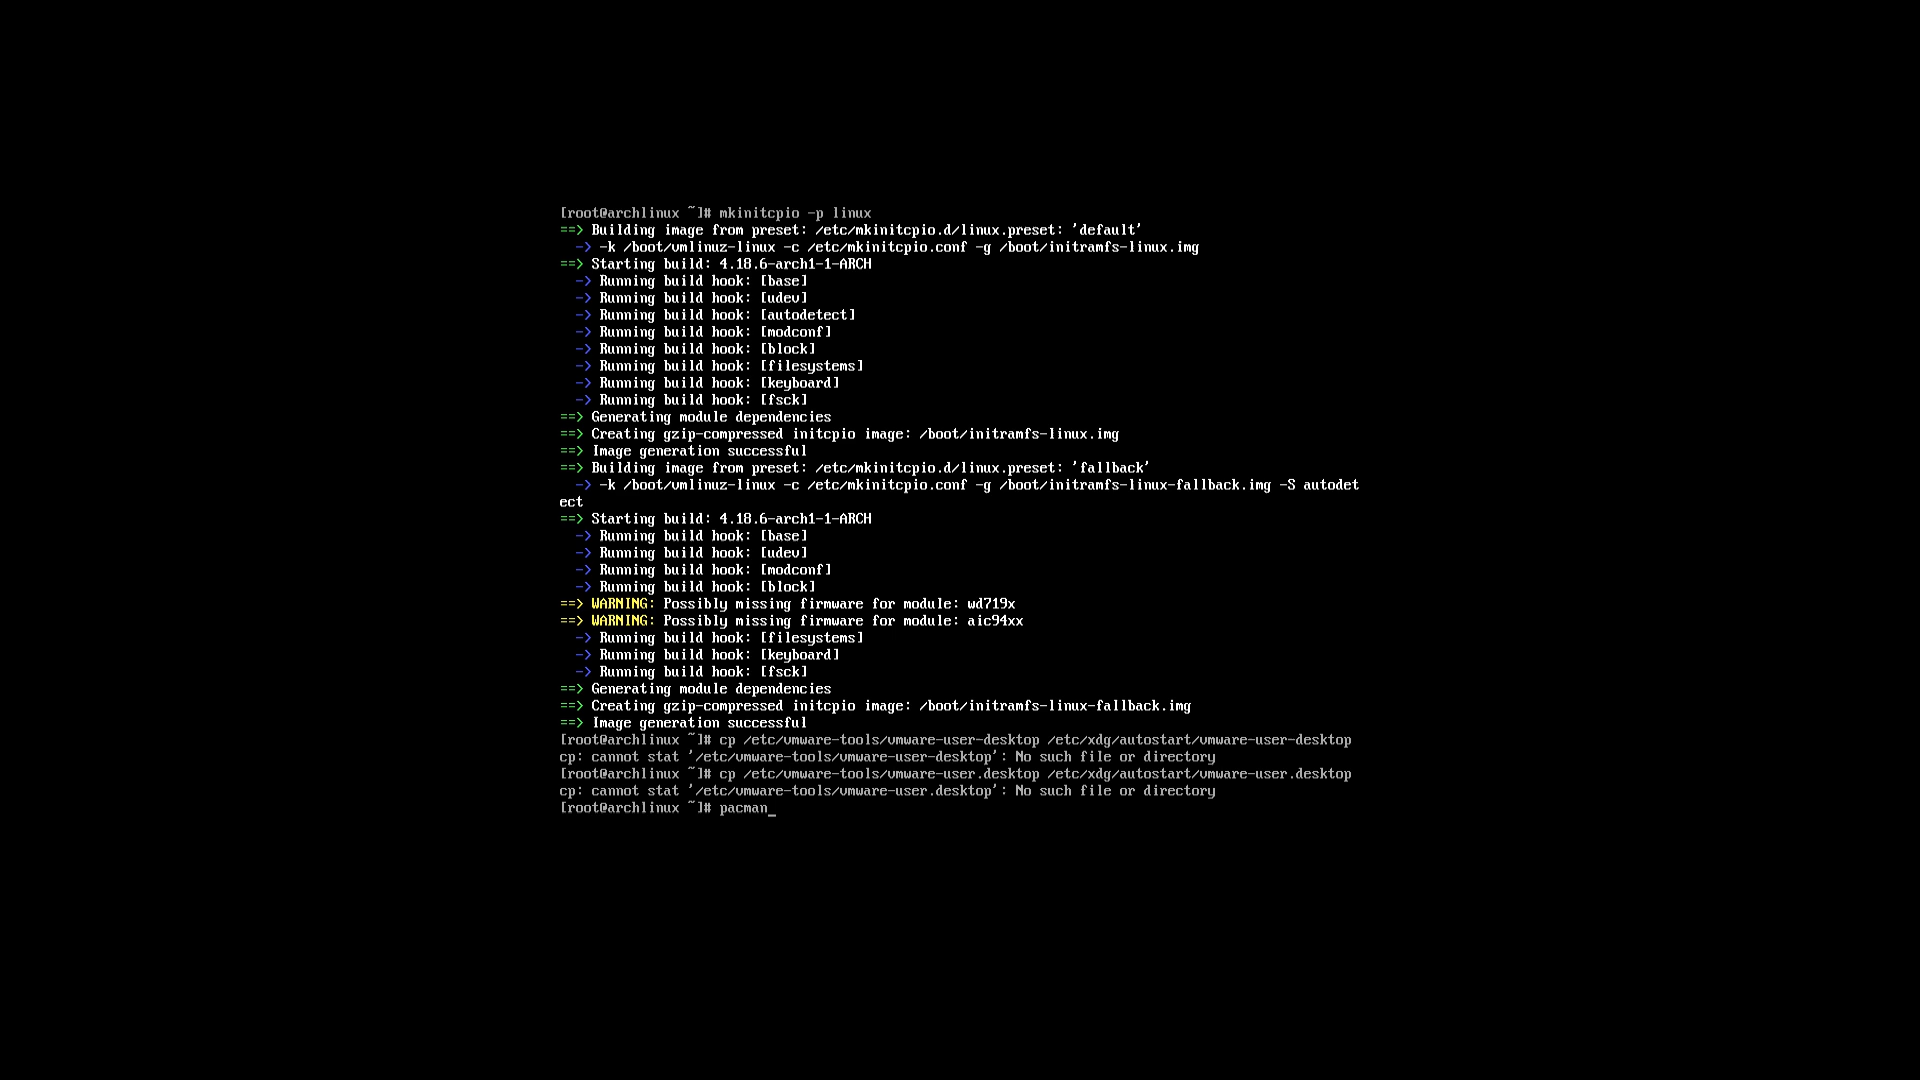 [root@archlinux ~]# mkinitcpio -p linux
==> Building image from preset: /etc/mkinitcpio.d/linux.preset: 'default'
  -> -k /boot/vmlinuz-linux -c /etc/mkinitcpio.conf -g /boot/initramfs-linux.img
==> Starting build: 4.18.6-arch1-1-ARCH
  -> Running build hook: [base]
  -> Running build hook: [udev]
  -> Running build hook: [autodetect]
  -> Running build hook: [modconf]
  -> Running build hook: [block]
  -> Running build hook: [filesystems]
  -> Running build hook: [keyboard]
  -> Running build hook: [fsck]
==> Generating module dependencies
==> Creating gzip-compressed initcpio image: /boot/initramfs-linux.img
==> Image generation successful
==> Building image from preset: /etc/mkinitcpio.d/linux.preset: 'fallback'
  -> -k /boot/vmlinuz-linux -c /etc/mkinitcpio.conf -g /boot/initramfs-linux-fallback.img -S autodet
ect
==> Starting build: 4.18.6-arch1-1-ARCH
  -> Running build hook: [base]
  -> Running build hook: [udev]
  -> Running build hook: [modconf]
  -> Running build hook: [block]
==> WARNING: Possibly missing firmware for module: wd719x
==> WARNING: Possibly missing firmware for module: aic94xx
  -> Running build hook: [filesystems]
  -> Running build hook: [keyboard]
  -> Running build hook: [fsck]
==> Generating module dependencies
==> Creating gzip-compressed initcpio image: /boot/initramfs-linux-fallback.img
==> Image generation successful
[root@archlinux ~]# cp /etc/vmware-tools/vmware-user-desktop /etc/xdg/autostart/vmware-user-desktop
cp: cannot stat '/etc/vmware-tools/vmware-user-desktop': No such file or directory
[root@archlinux ~]# cp /etc/vmware-tools/vmware-user.desktop /etc/xdg/autostart/vmware-user.desktop
cp: cannot stat '/etc/vmware-tools/vmware-user.desktop': No such file or directory
[root@archlinux ~]# pacman_